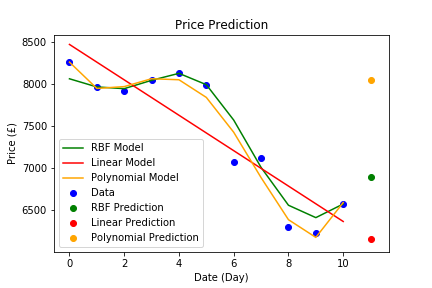 Price Prediction
8500
8000
7500
7000
6500
Price (£)
RBF Model
Linear Model
Polynomial Model
Data
RBF Prediction
Linear Prediction
Polynomial Prediction
0 2 4 6 8 10
Date (Day)